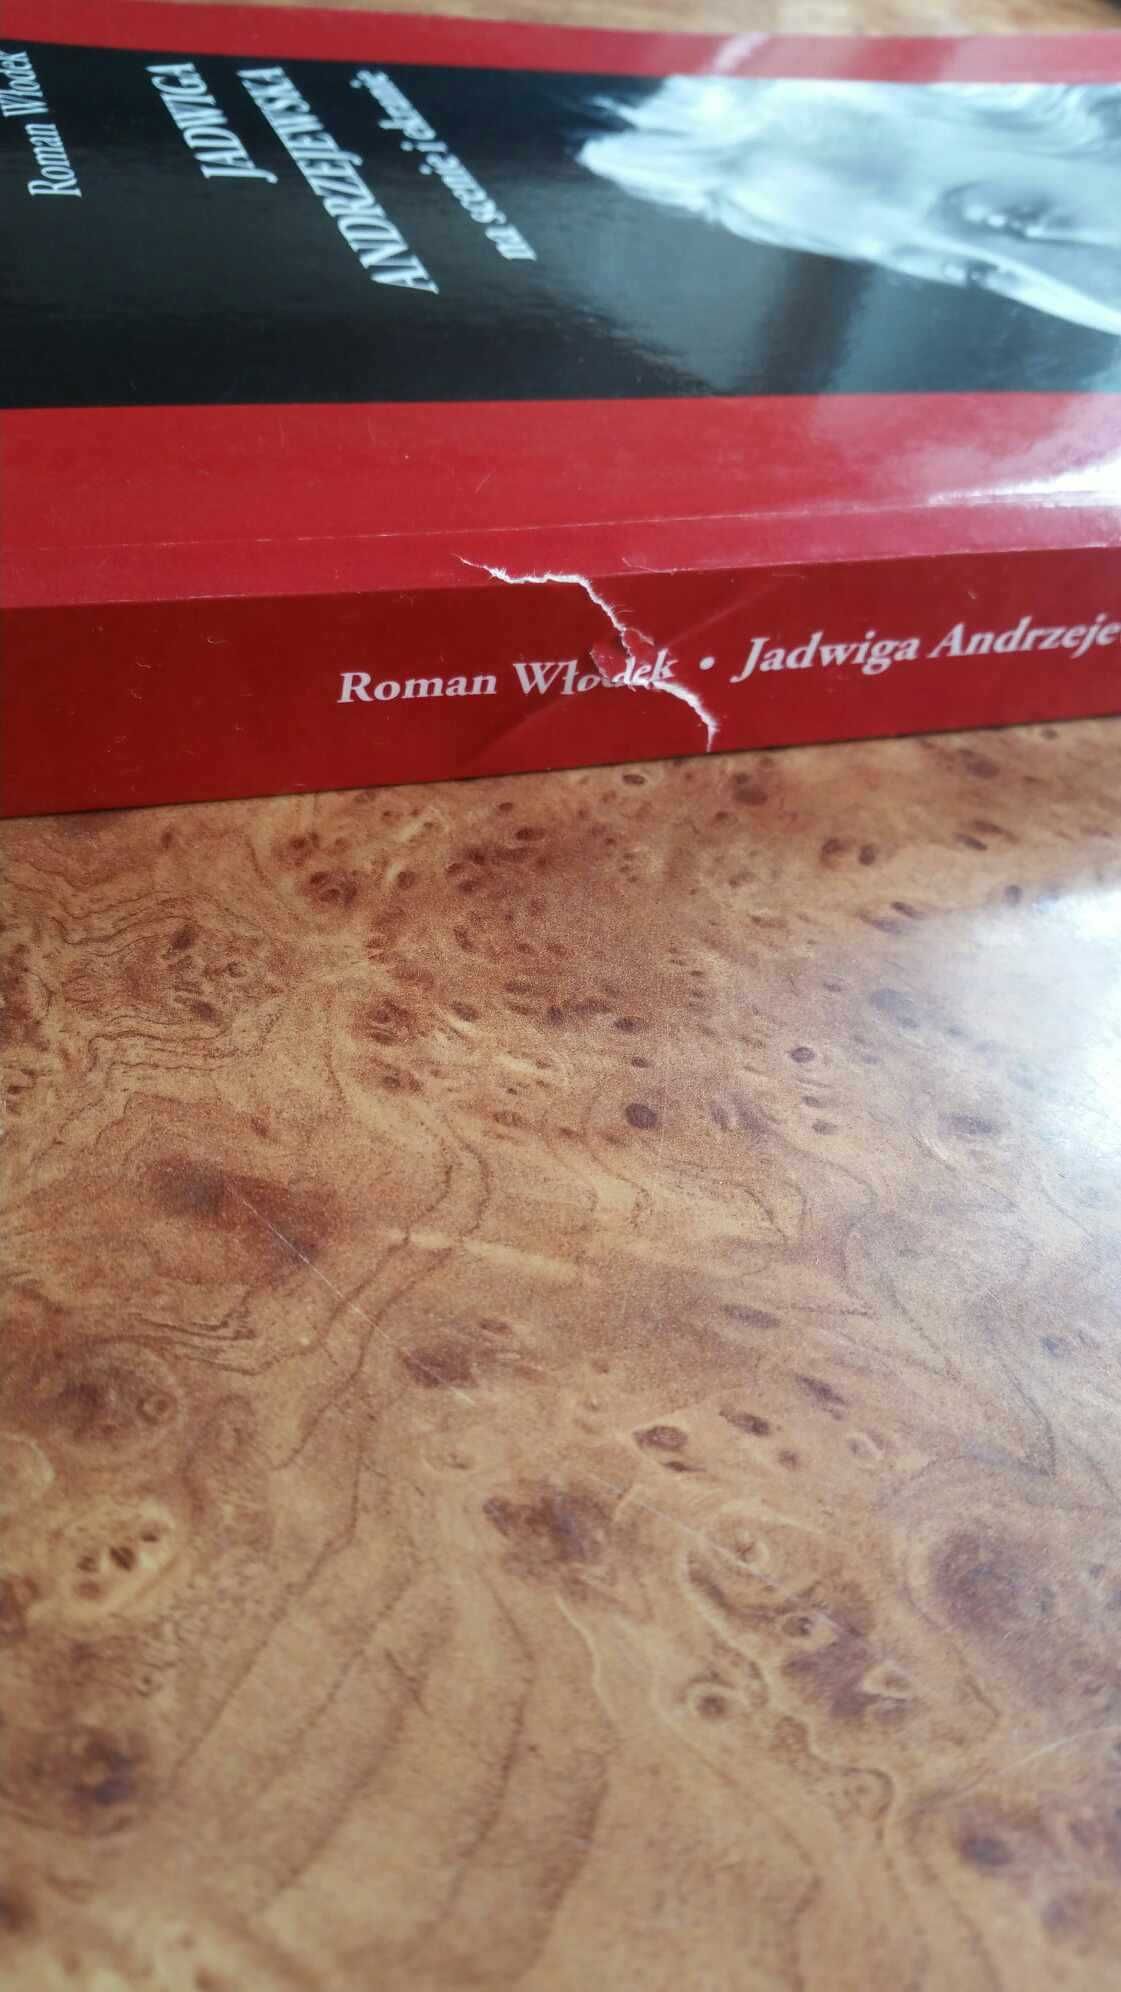 Roman Włodek
JADWIGA
ANDRZEJEWSKA
na scenie i ekranie
Roman Włodek • Jadwiga Andrzeje